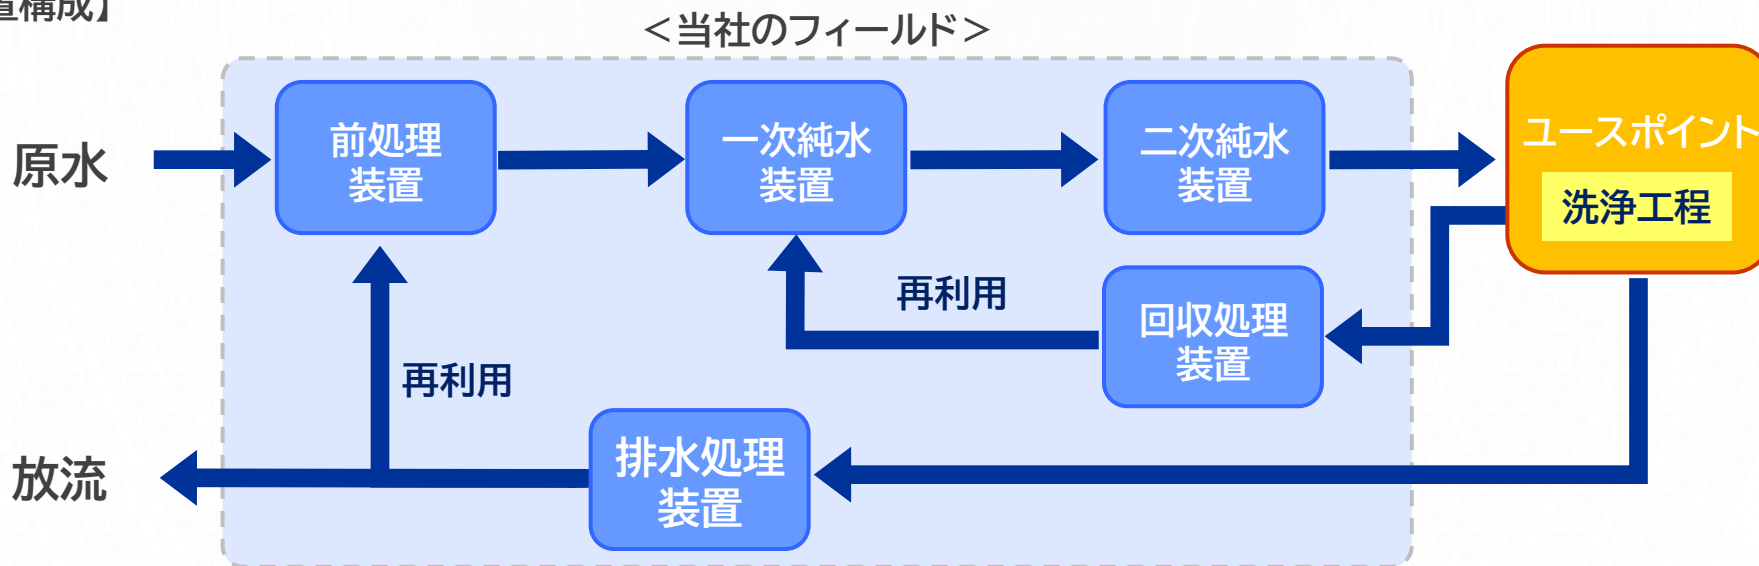 置構成】
＜当社のフィールド＞
原水
前処理
装置
一次純水
装置
二次純水
装置
ユースポイント
洗浄工程
再利用
回収処理
装置
再利用
放流
排水処理
装置